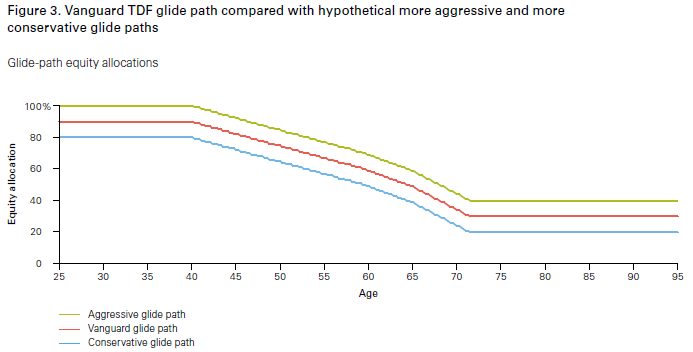 Figure 3. Vanguard TDF glide path compared with hypothetical more aggressive and more
conservative glide paths
Glide-path equity allocations
100%
80
60
40
20
0
Equity allocation
25 30 35 40 45 50 55 60 65 70 75 80 85 90 95
Age
Aggressive glide path
Vanguard glide path
Conservative glide path